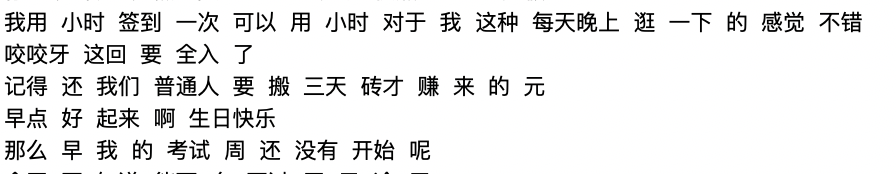 我用 小时 签到 一次 可以 用 小时 对于 我 这种 每天晚上 逛 一下 的 感觉 不错
咬咬牙 这回 要 全入 了
记得 还 我们 普通人 要 搬 三天 砖才 赚 来 的 元
早点 好 起来 啊 生日快乐
那么 早 我 的 考试 周 还 没有 开始 呢